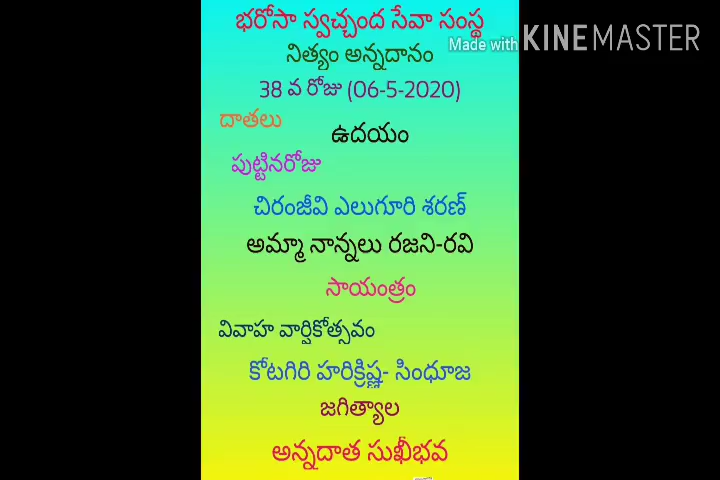 భరోసా స్వచ్చంద సేవా సంస్థ
Made with KINEMASTER
నిత్యం అన్నదానం
38 వ రోజు (06-5-2020)
దాతలు
ఉదయం
పుట్టినరోజు
చిరంజీవి ఎలుగూరి శరణ్
అమ్మా నాన్నలు రజని-రవి
సాయంత్రం
వివాహ వార్షికోత్సవం
కోటగిరి హరిక్రిష్ణ- సింధూజ
జగిత్యాల
అన్నదాత సుఖీభవ